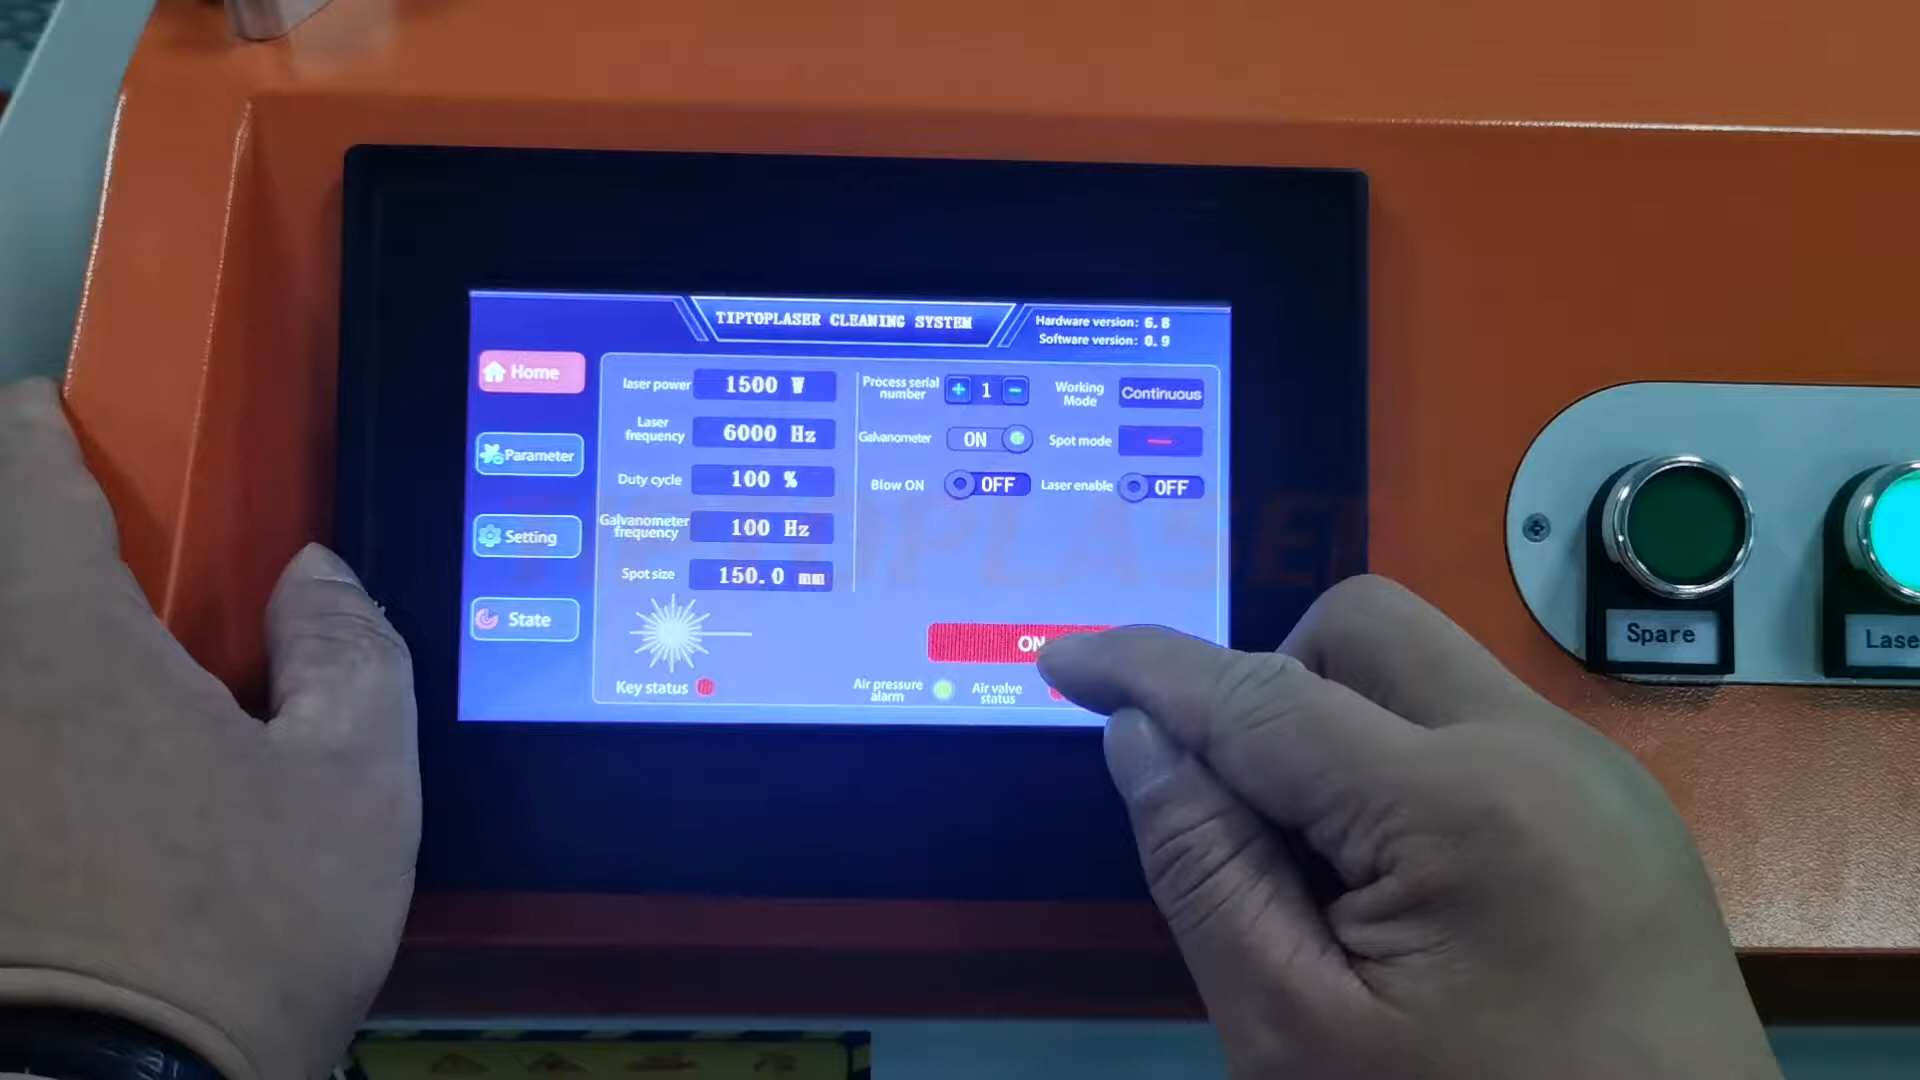 TIPTOPLASER CLEANING SYSTEM
Hardware version: 6.8
Software version: 0.9
Home
Parameter
Setting
State
laser power 1500 W
Laser frequency 6000 Hz
Duty cycle 100 %
Galvanometer frequency 100 Hz
Spot size 150.0 mm
Process serial number + 1 -
Working Mode Continuous
Galvanometer ON
Spot mode
Blow ON OFF
Laser enable OFF
ON
Key status
Air pressure alarm
Air valve status
Spare
Lase
TIPTOPLASER